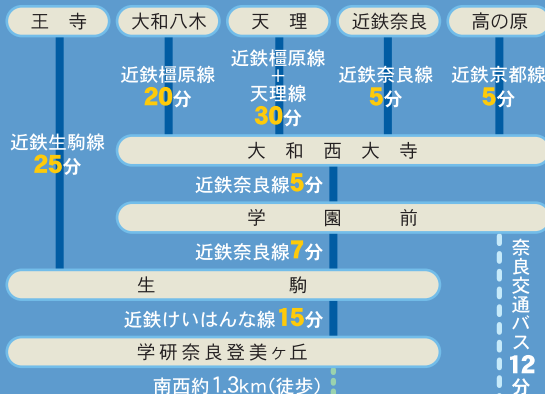 王寺
大和八木
天理
近鉄奈良
高の原
近鉄橿原線
20分
近鉄橿原線
＋
天理線
30分
近鉄奈良線
5分
近鉄京都線
5分
近鉄生駒線
25分
大和西大寺
近鉄奈良線5分
学園前
近鉄奈良線7分
生駒
近鉄けいはんな線15分
学研奈良登美ヶ丘
南西約1.3km(徒歩)
奈良交通バス12分